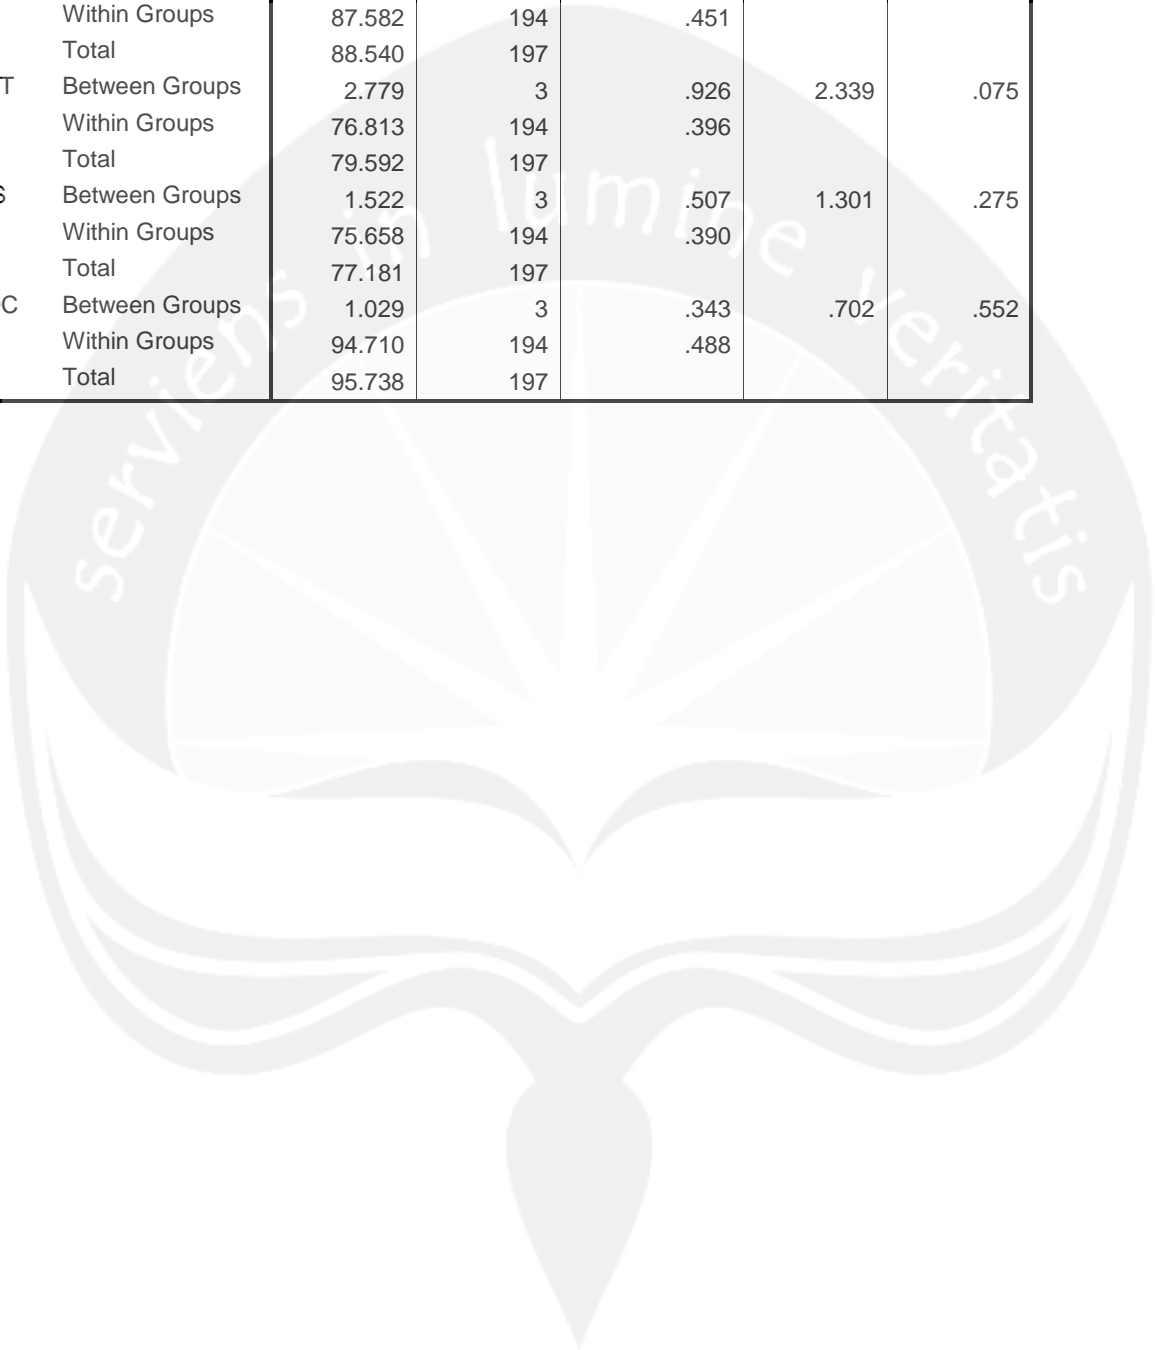 Within Groups 87.582 194 .451
Total 88.540 197
T Between Groups 2.779 3 .926 2.339 .075
Within Groups 76.813 194 .396
Total 79.592 197
S Between Groups 1.522 3 .507 1.301 .275
Within Groups 75.658 194 .390
Total 77.181 197
OC Between Groups 1.029 3 .343 .702 .552
Within Groups 94.710 194 .488
Total 95.738 197
serviens in lumine veritatis